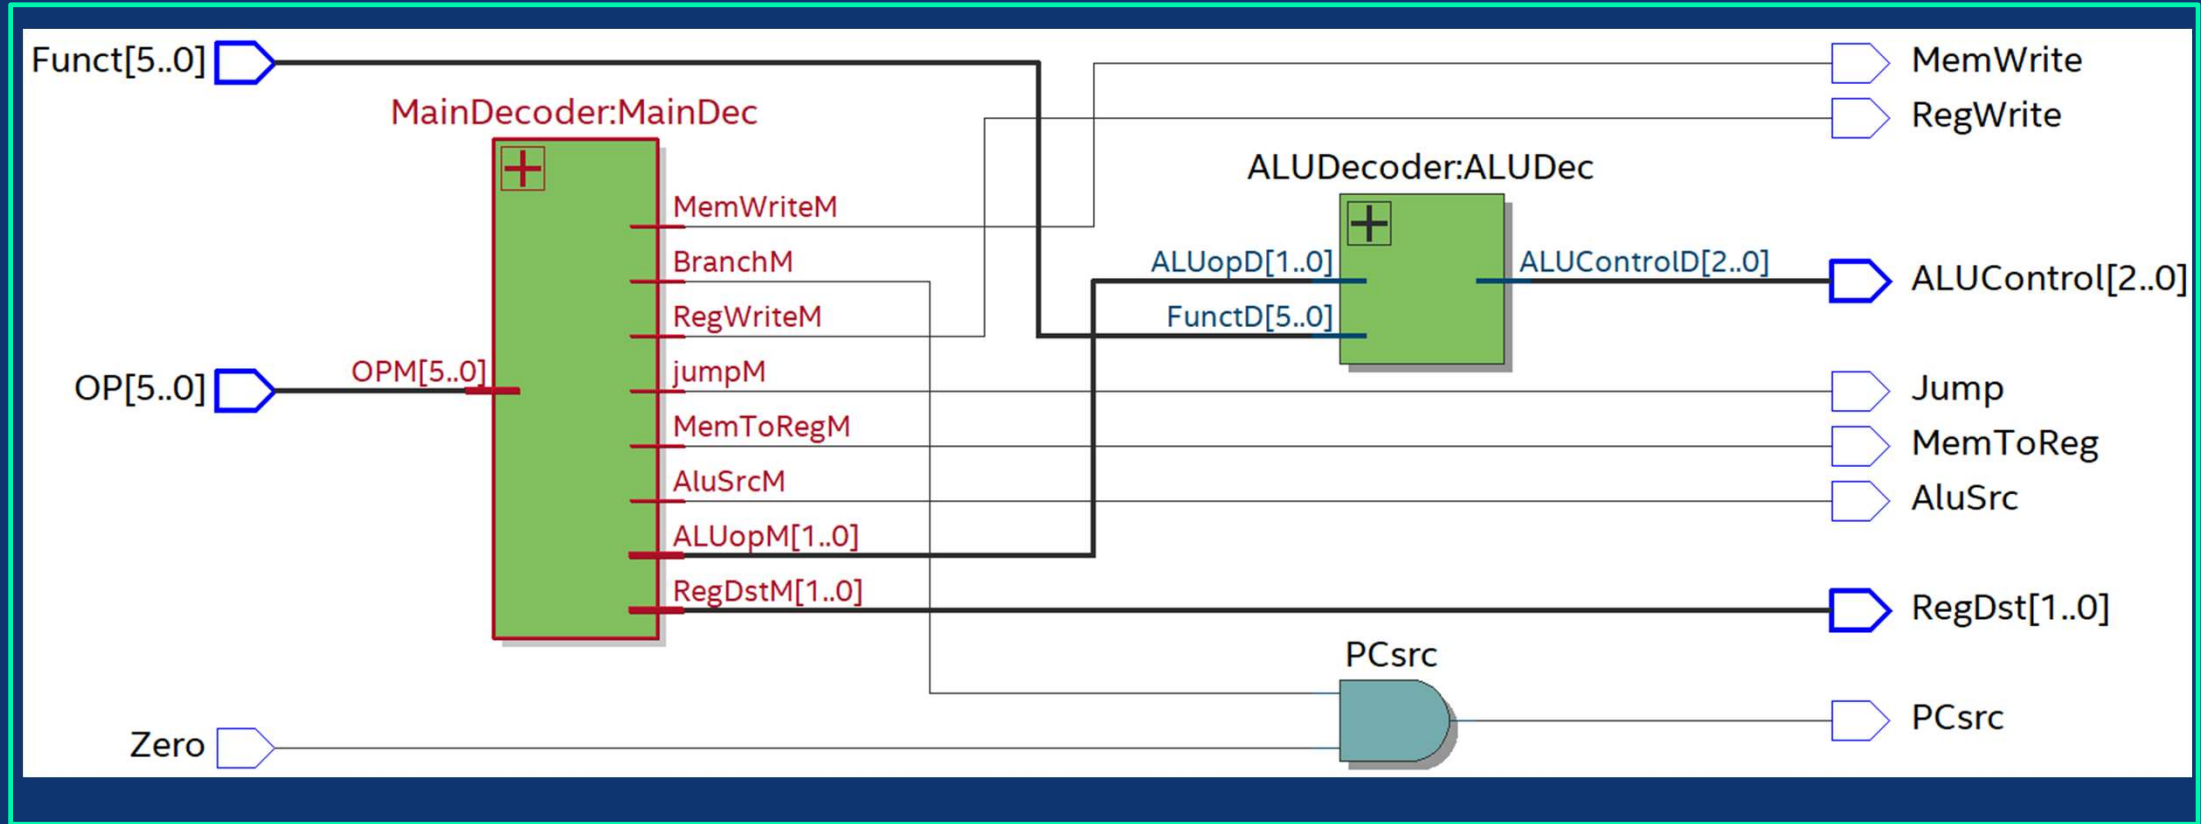 Funct[5..0]
MemWrite
MainDecoder:MainDec
RegWrite
ALUDecoder:ALUDec
MemWriteM
BranchM
ALUopD[1..0]
ALUControlD[2..0]
ALUControl[2..0]
RegWriteM
FunctD[5..0]
OP[5..0]
OPM[5..0]
jumpM
Jump
MemToRegM
MemToReg
AluSrcM
AluSrc
ALUopM[1..0]
RegDstM[1..0]
RegDst[1..0]
PCsrc
PCsrc
Zero